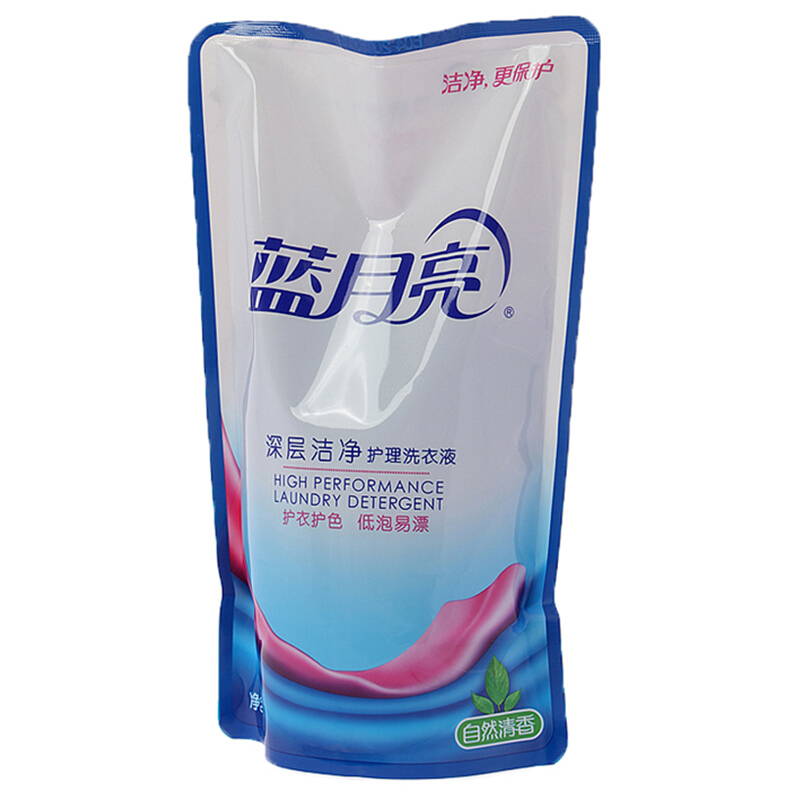 洁净,更保护
蓝月亮®
深层洁净护理洗衣液
HIGH PERFORMANCE
LAUNDRY DETERGENT
护衣护色 低泡易漂
净
自然清香